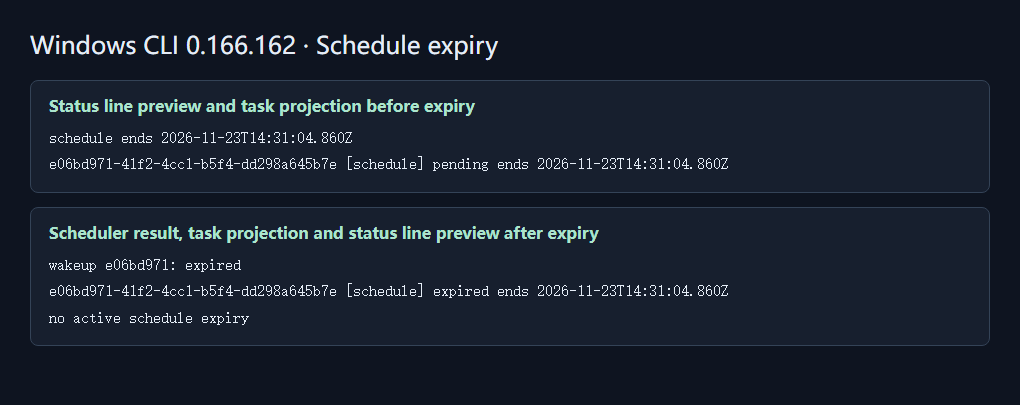 Windows CLI 0.166.162 · Schedule expiry
Status line preview and task projection before expiry
schedule ends 2026-11-23T14:31:04.860Z
e06bd971-41f2-4cc1-b5f4-dd298a645b7e [schedule] pending ends 2026-11-23T14:31:04.860Z
Scheduler result, task projection and status line preview after expiry
wakeup e06bd971: expired
e06bd971-41f2-4cc1-b5f4-dd298a645b7e [schedule] expired ends 2026-11-23T14:31:04.860Z
no active schedule expiry